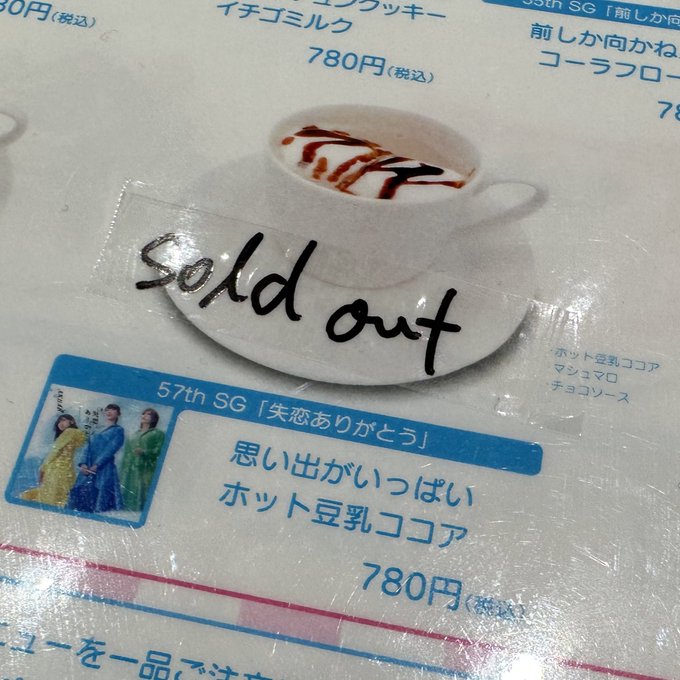 80円(税込)
クッキー
イチゴミルク
780円(税込)
55th SG「前しか向
前しか向かね
コーラフロー
78
sold out
ホット豆乳ココア
マシュマロ
チョコソース
57th SG「失恋ありがとう」
思い出がいっぱい
ホット豆乳ココア
780円(税込)
ニューを一品ご注